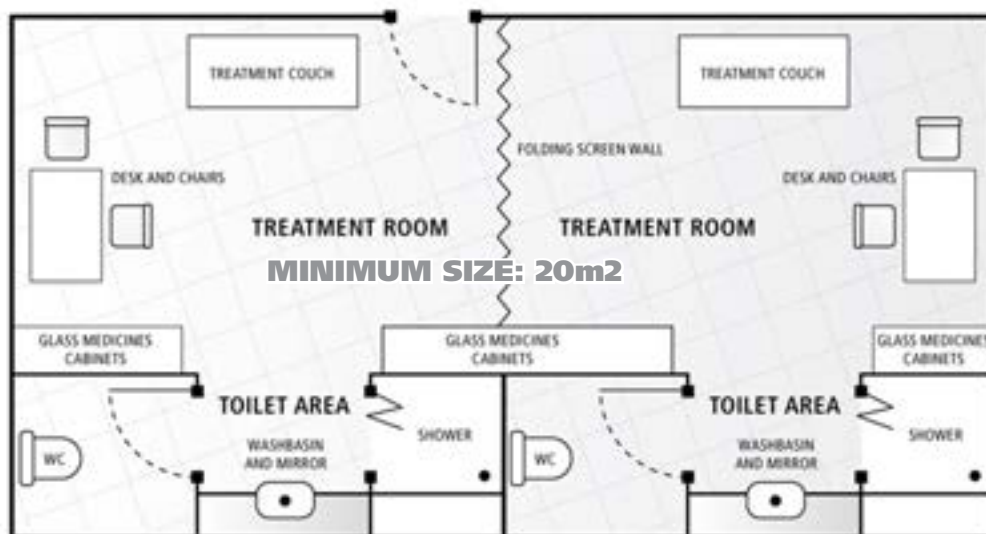 TREATMENT COUCH
TREATMENT COUCH
FOLDING SCREEN WALL
DESK AND CHAIRS
DESK AND CHAIRS
TREATMENT ROOM
TREATMENT ROOM
MINIMUM SIZE: 20m2
GLASS MEDICINES
CABINETS
GLASS MEDICINES
CABINETS
GLASS MEDICINES
CABINETS
TOILET AREA
TOILET AREA
SHOWER
SHOWER
WASHBASIN
AND MIRROR
WASHBASIN
AND MIRROR
WC
WC